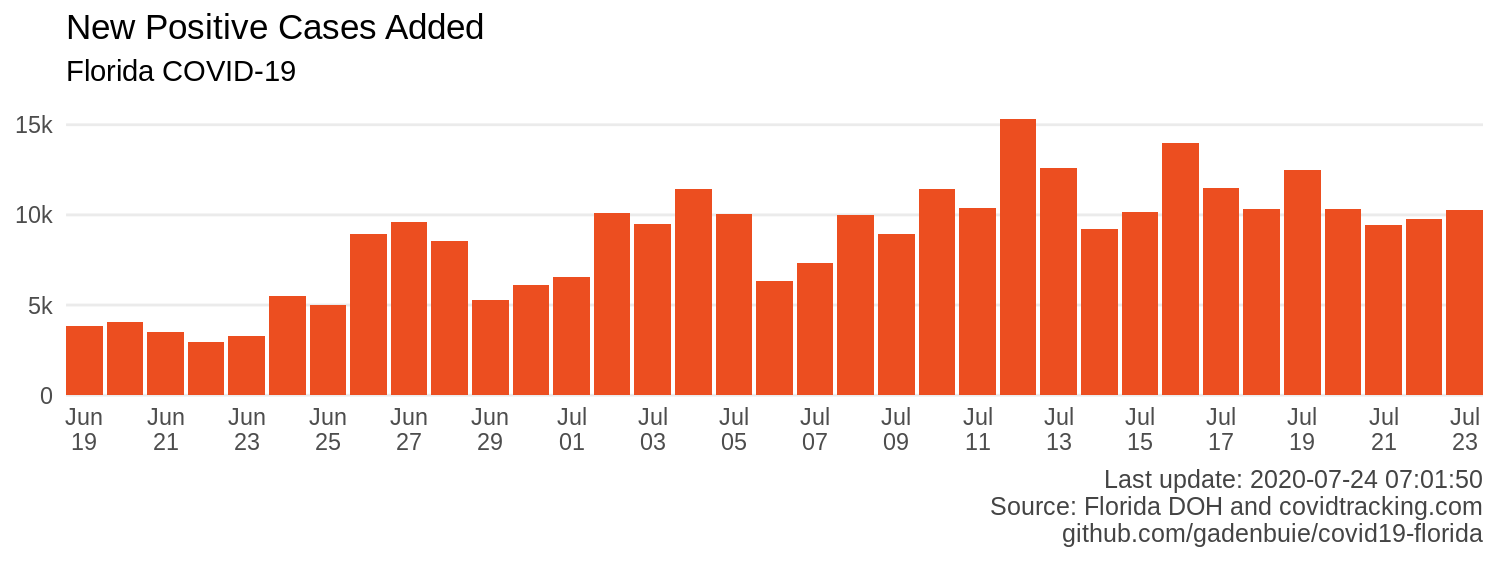 New Positive Cases Added
Florida COVID-19
15k
10k
5k
0
Jun Jun Jun Jun Jun Jun Jul Jul Jul Jul Jul Jul Jul Jul Jul Jul Jul Jul
19 21 23 25 27 29 01 03 05 07 09 11 13 15 17 19 21 23
Last update: 2020-07-24 07:01:50
Source: Florida DOH and covidtracking.com
github.com/gadenbuie/covid19-florida